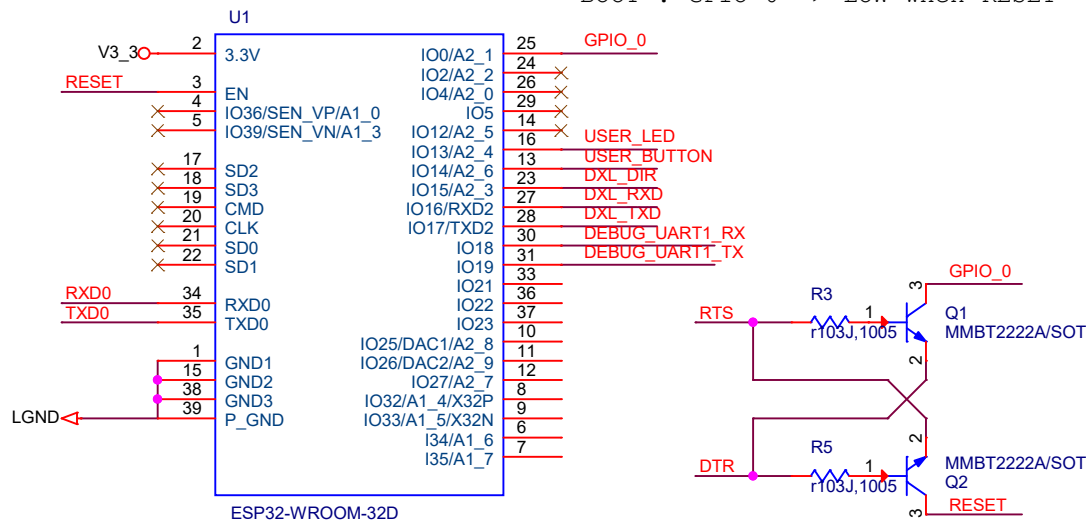 U1
V3_3
2
3.3V
RESET
3
EN
4
IO36/SEN_VP/A1_0
5
IO39/SEN_VN/A1_3
17
SD2
18
SD3
19
CMD
20
CLK
21
SD0
22
SD1
RXD0
34
RXD0
TXD0
35
TXD0
1
GND1
15
GND2
38
GND3
LGND
39
P_GND
IO0/A2_1
25
GPIO_0
IO2/A2_2
24
IO4/A2_0
26
IO5
29
IO12/A2_5
14
IO13/A2_4
16
USER_LED
IO14/A2_6
13
USER_BUTTON
IO15/A2_3
23
DXL_DIR
IO16/RXD2
27
DXL_RXD
IO17/TXD2
28
DXL_TXD
IO18
30
DEBUG_UART1_RX
IO19
31
DEBUG_UART1_TX
IO21
33
IO22
36
IO23
37
IO25/DAC1/A2_8
10
IO26/DAC2/A2_9
11
IO27/A2_7
12
IO32/A1_4/X32P
8
IO33/A1_5/X32N
9
I34/A1_6
6
I35/A1_7
7
ESP32-WROOM-32D
RTS
R3
r103J,1005
1
3
GPIO_0
Q1
MMBT2222A/SOT
2
DTR
R5
r103J,1005
1
2
MMBT2222A/SOT
Q2
3
RESET